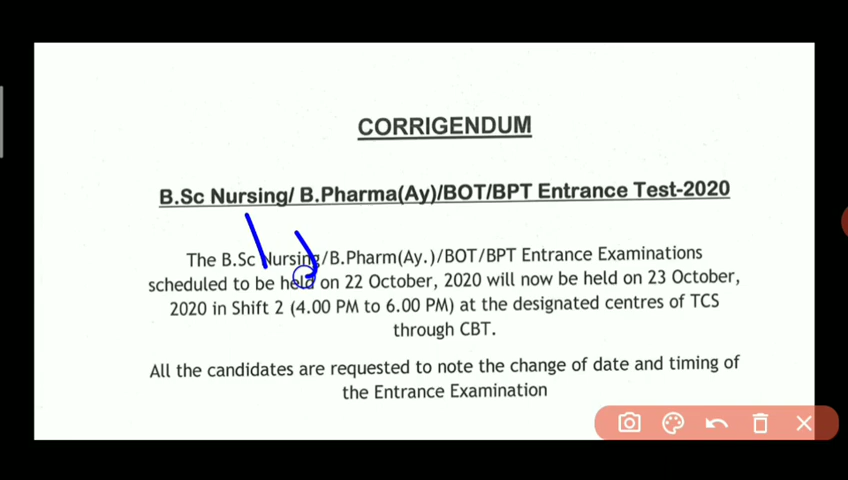 CORRIGENDUM
B.Sc Nursing/ B.Pharma(Ay)/BOT/BPT Entrance Test-2020
The B.Sc Nursing/B.Pharm(Ay.)/BOT/BPT Entrance Examinations
scheduled to be held on 22 October, 2020 will now be held on 23 October,
2020 in Shift 2 (4.00 PM to 6.00 PM) at the designated centres of TCS
through CBT.
All the candidates are requested to note the change of date and timing of
the Entrance Examination